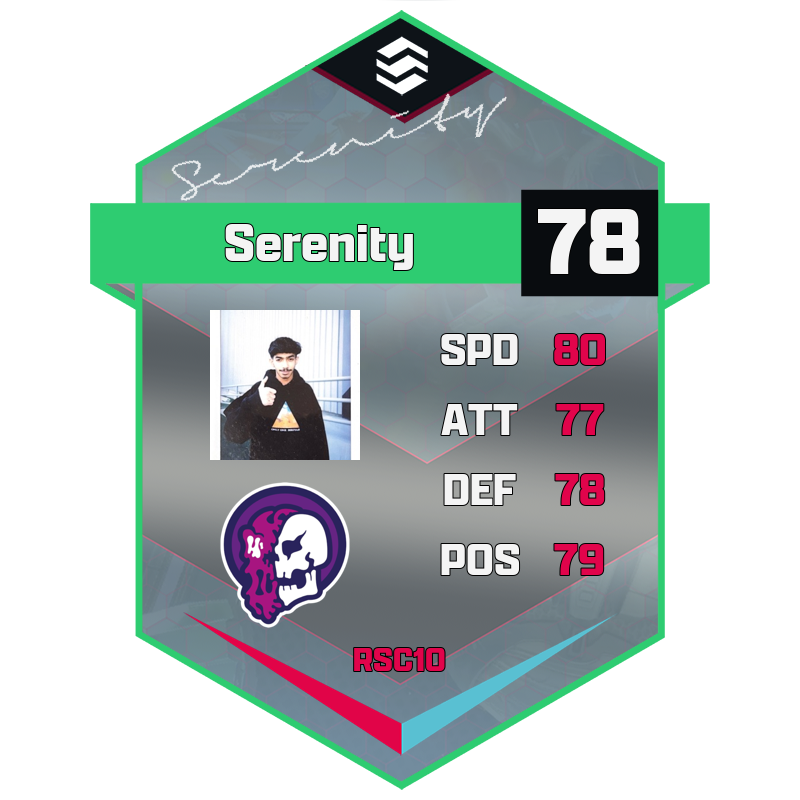 Serenity
Serenity 78
SPD 80
ATT 77
DEF 78
POS 79
RSC10